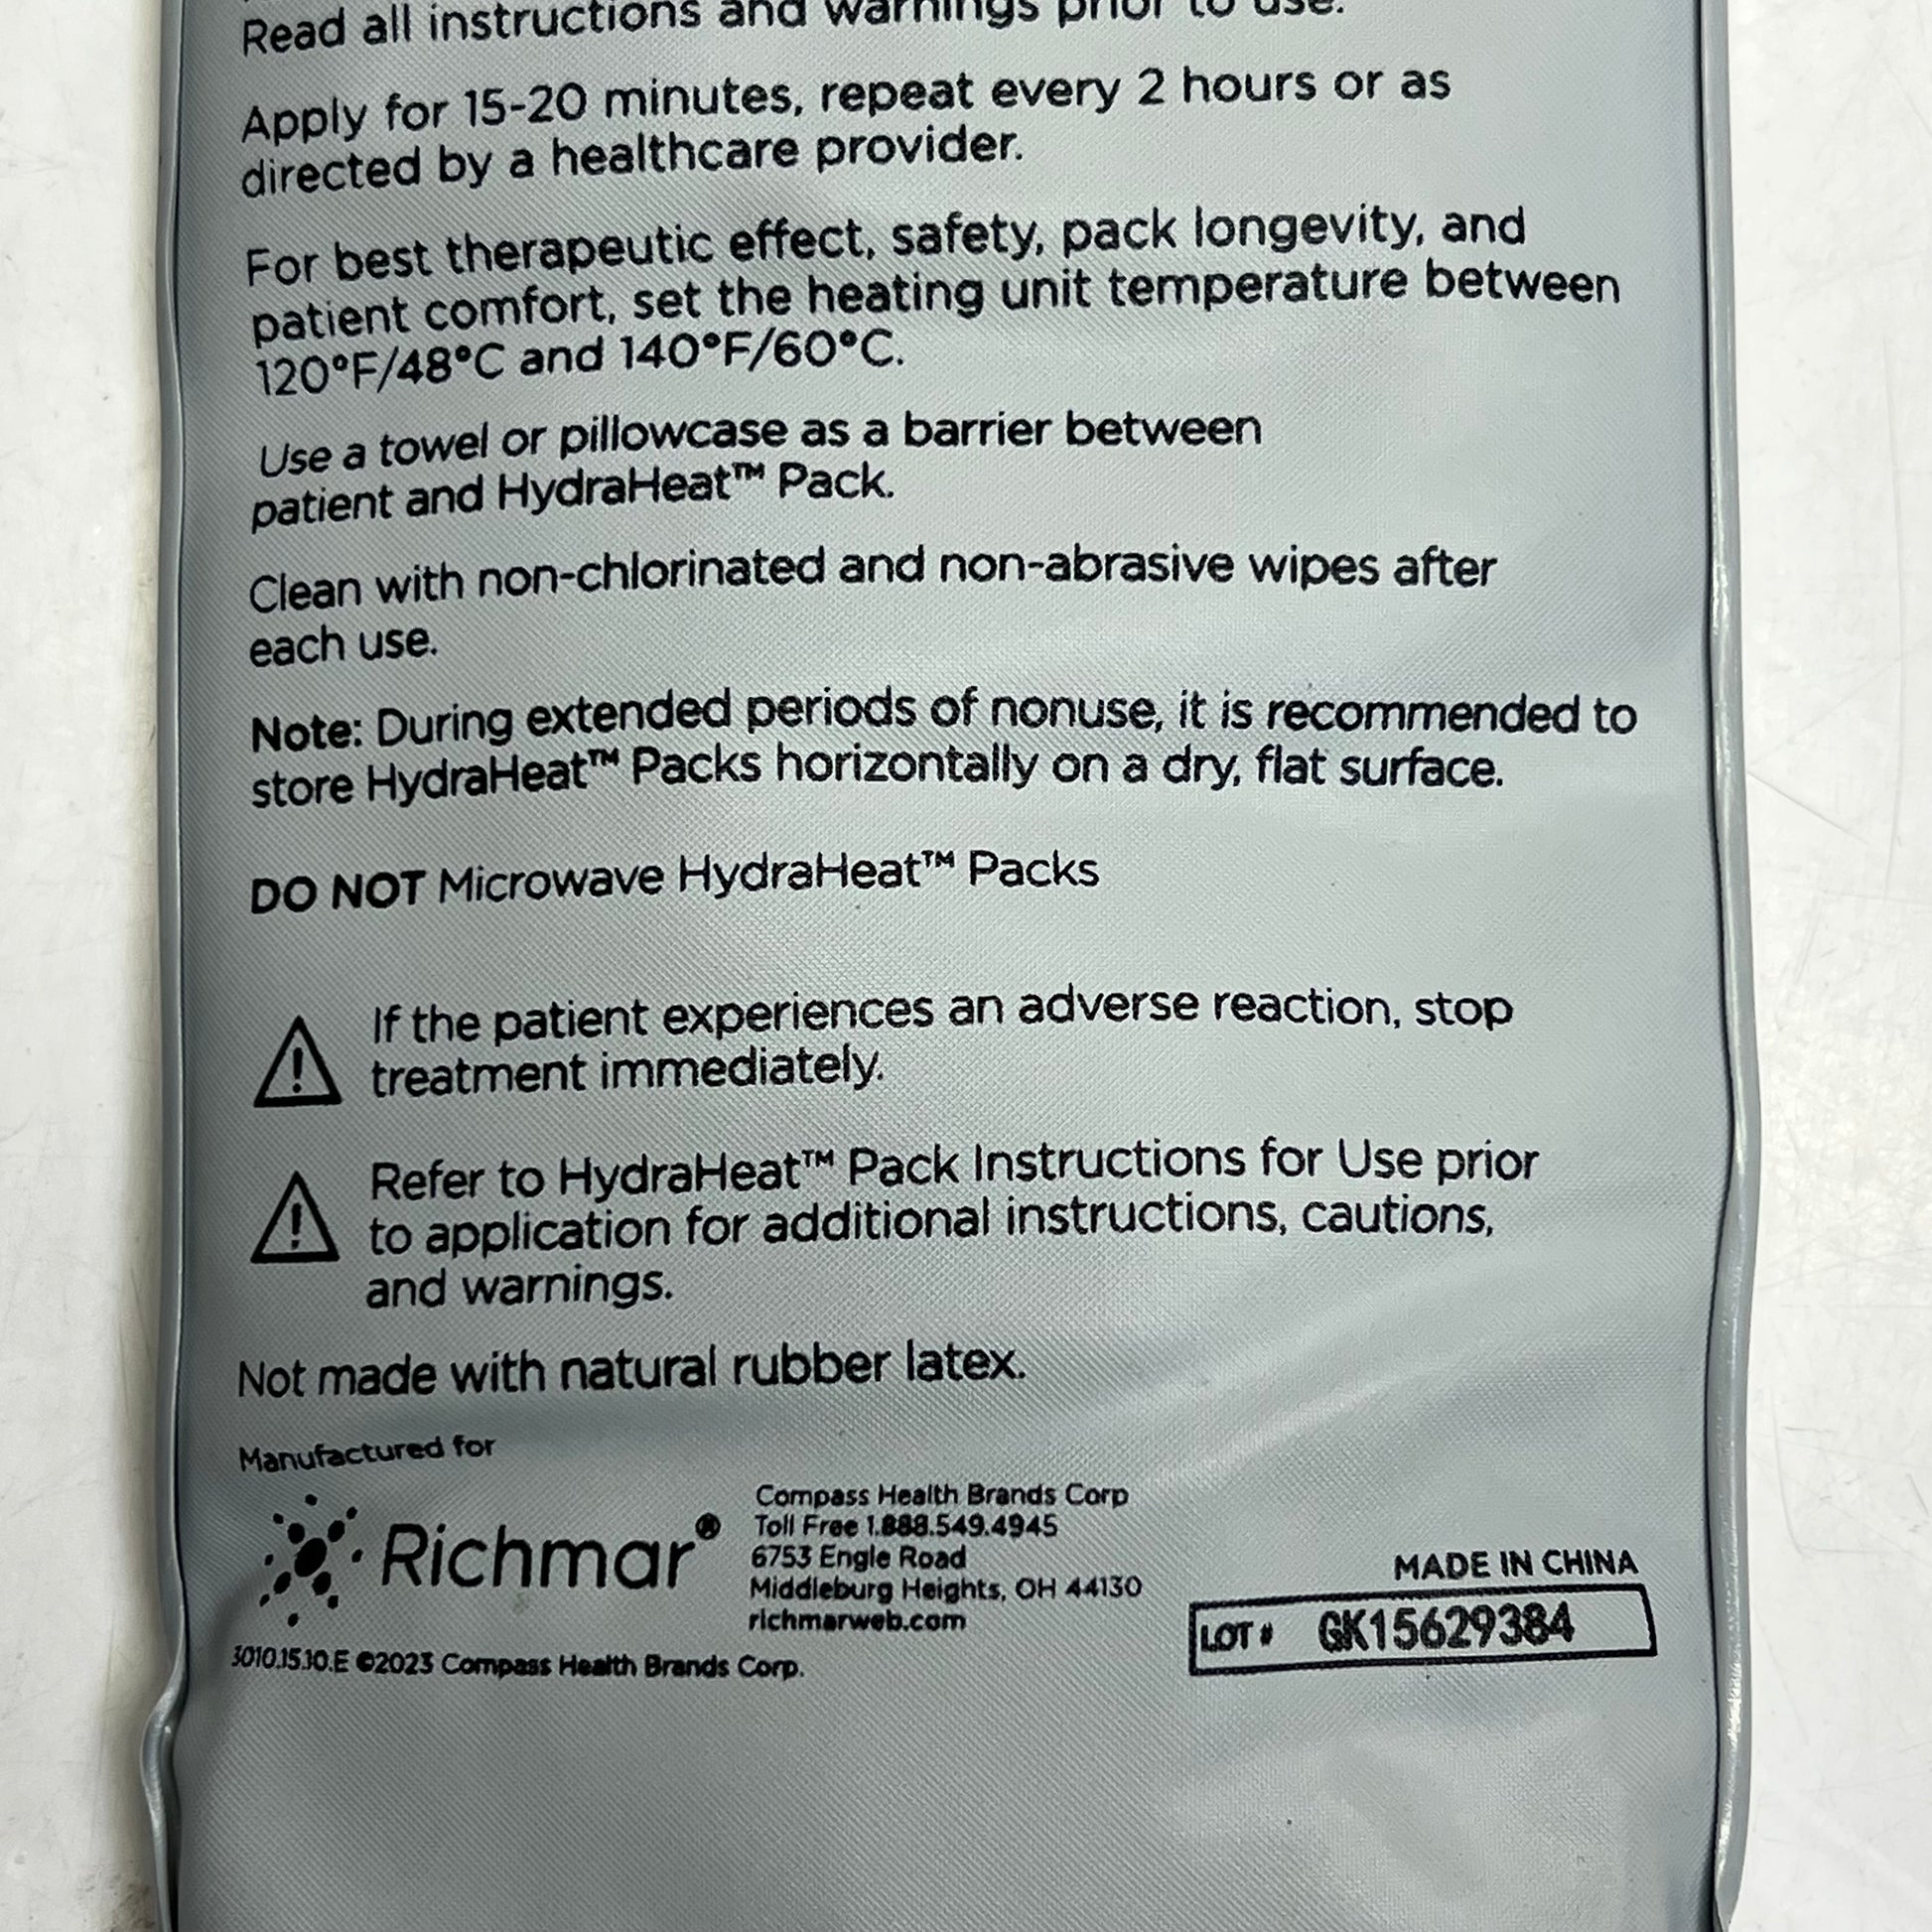 Read all instructions and warnings prior to use.
Apply for 15-20 minutes, repeat every 2 hours or as
directed by a healthcare provider.
For best therapeutic effect, safety, pack longevity, and
patient comfort, set the heating unit temperature between
120°F/48°C and 140°F/60°C.
Use a towel or pillowcase as a barrier between
patient and HydraHeat™ Pack.
Clean with non-chlorinated and non-abrasive wipes after
each use.
Note: During extended periods of nonuse, it is recommended to
store HydraHeat™ Packs horizontally on a dry, flat surface.
DO NOT Microwave HydraHeat™ Packs
If the patient experiences an adverse reaction, stop
treatment immediately.
Refer to HydraHeat™ Pack Instructions for Use prior
to application for additional instructions, cautions,
and warnings.
Not made with natural rubber latex.
Manufactured for
Richmar®
Compass Health Brands Corp
Toll Free 1.888.549.4945
6753 Engle Road
Middleburg Heights, OH 44130
richmarweb.com
3010.15.10.E ©2023 Compass Health Brands Corp.
MADE IN CHINA
LOT # GK15629384